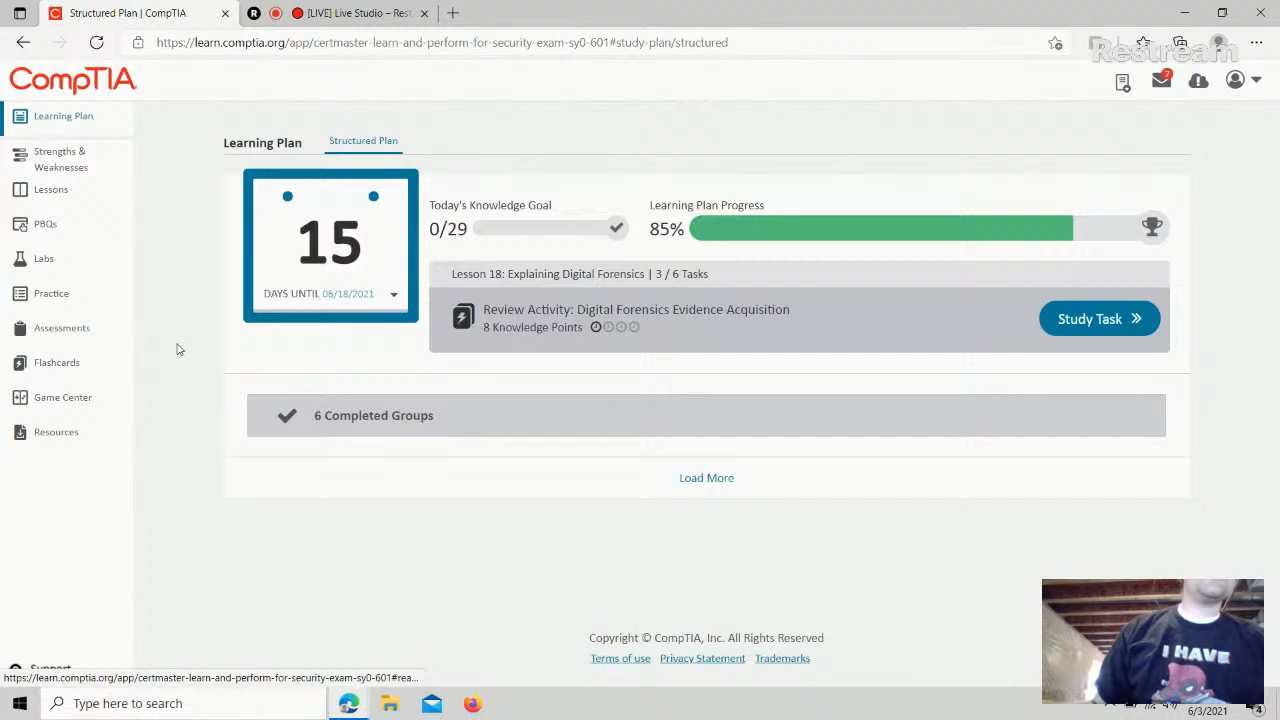 Structured Plan | CompTIA
[LIVE] Live Studio – Rest
https://learn.comptia.org/app/certmaster-learn-and-perform-for-security-exam-sy0-601#study-plan/structured
Restream
CompTIA
7
Learning Plan
Strengths &
Weaknesses
Lessons
PBQs
Labs
Practice
Assessments
Flashcards
Game Center
Resources
Support
Learning Plan
Structured Plan
15
DAYS UNTIL 06/18/2021
Today's Knowledge Goal
0/29
Learning Plan Progress
85%
Lesson 18: Explaining Digital Forensics | 3 / 6 Tasks
Review Activity: Digital Forensics Evidence Acquisition
8 Knowledge Points
Study Task
6 Completed Groups
Load More
Copyright © CompTIA, Inc. All Rights Reserved
Terms of use
Privacy Statement
Trademarks
I HAVE
https://learn.comptia.org/app/certmaster-learn-and-perform-for-security-exam-sy0-601#rea...
Type here to search
6/3/2021
4